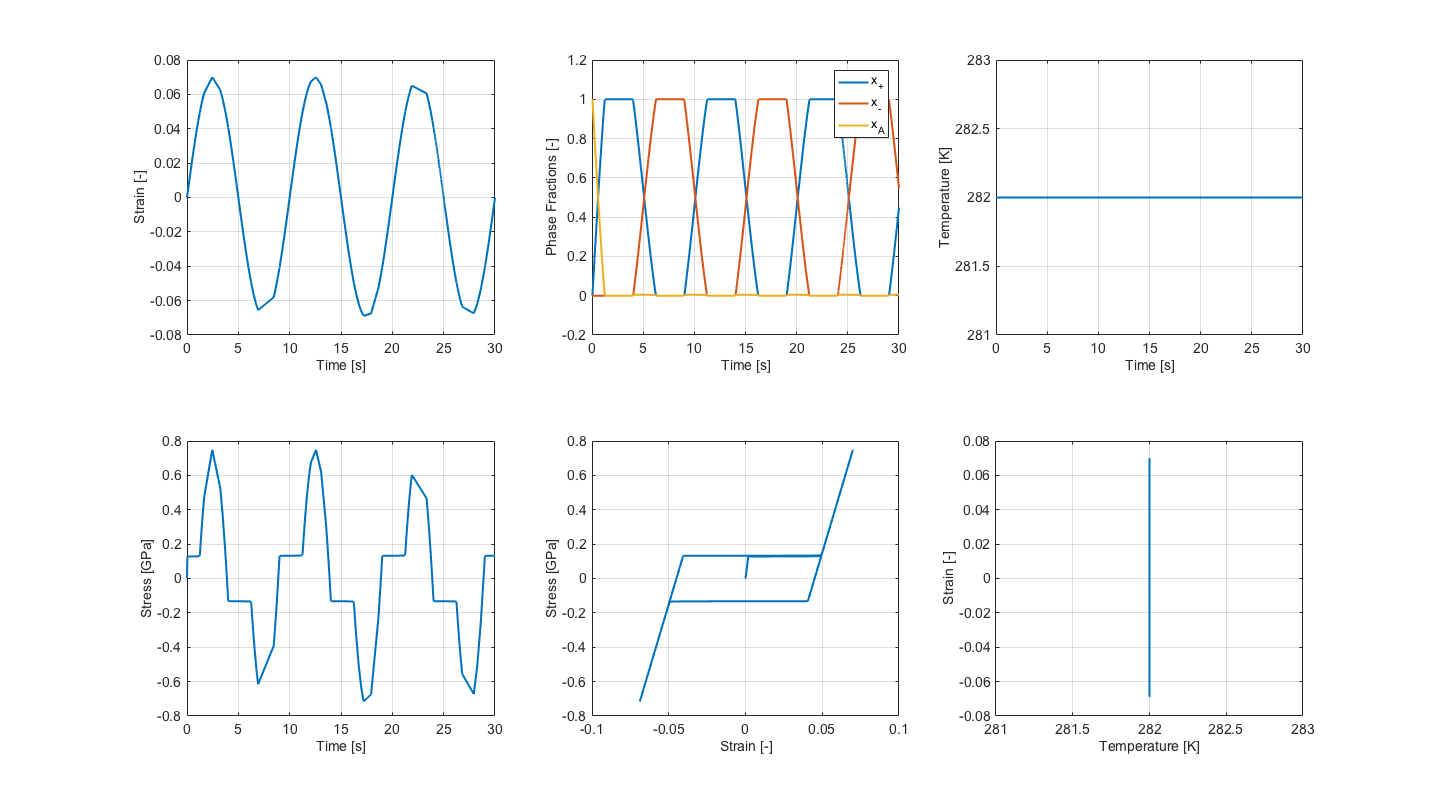 0.08
0.06
0.04
0.02
0
-0.02
-0.04
-0.06
-0.08
Strain [-]
0 5 10 15 20 25 30
Time [s]
1.2
1
0.8
0.6
0.4
0.2
0
-0.2
Phase Fractions [-]
x+
x-
xA
0 5 10 15 20 25 30
Time [s]
283
282.5
282
281.5
281
Temperature [K]
0 5 10 15 20 25 30
Time [s]
0.8
0.6
0.4
0.2
0
-0.2
-0.4
-0.6
-0.8
Stress [GPa]
0 5 10 15 20 25 30
Time [s]
0.8
0.6
0.4
0.2
0
-0.2
-0.4
-0.6
-0.8
Stress [GPa]
-0.1 -0.05 0 0.05 0.1
Strain [-]
0.08
0.06
0.04
0.02
0
-0.02
-0.04
-0.06
-0.08
Strain [-]
281 281.5 282 282.5 283
Temperature [K]